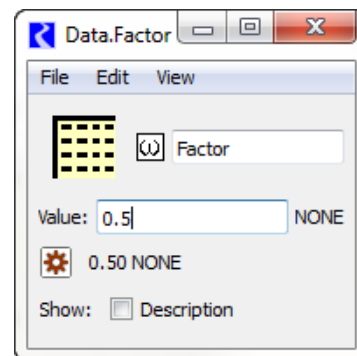 Data.Factor
File Edit View
ω Factor
Value: 0.5 NONE
0.50 NONE
Show: Description